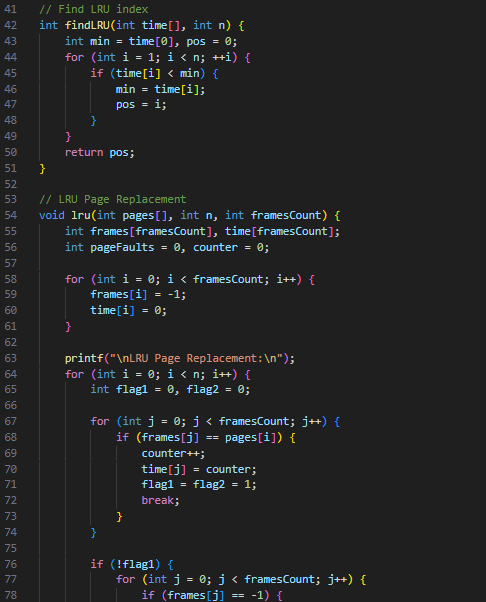 41 // Find LRU index
42 int findLRU(int time[], int n) {
43     int min = time[0], pos = 0;
44     for (int i = 1; i < n; ++i) {
45         if (time[i] < min) {
46             min = time[i];
47             pos = i;
48         }
49     }
50     return pos;
51 }
52
53 // LRU Page Replacement
54 void lru(int pages[], int n, int framesCount) {
55     int frames[framesCount], time[framesCount];
56     int pageFaults = 0, counter = 0;
57
58     for (int i = 0; i < framesCount; i++) {
59         frames[i] = -1;
60         time[i] = 0;
61     }
62
63     printf("\nLRU Page Replacement:\n");
64     for (int i = 0; i < n; i++) {
65         int flag1 = 0, flag2 = 0;
66
67         for (int j = 0; j < framesCount; j++) {
68             if (frames[j] == pages[i]) {
69                 counter++;
70                 time[j] = counter;
71                 flag1 = flag2 = 1;
72                 break;
73             }
74         }
75
76         if (!flag1) {
77             for (int j = 0; j < framesCount; j++) {
78                 if (frames[j] == -1) {